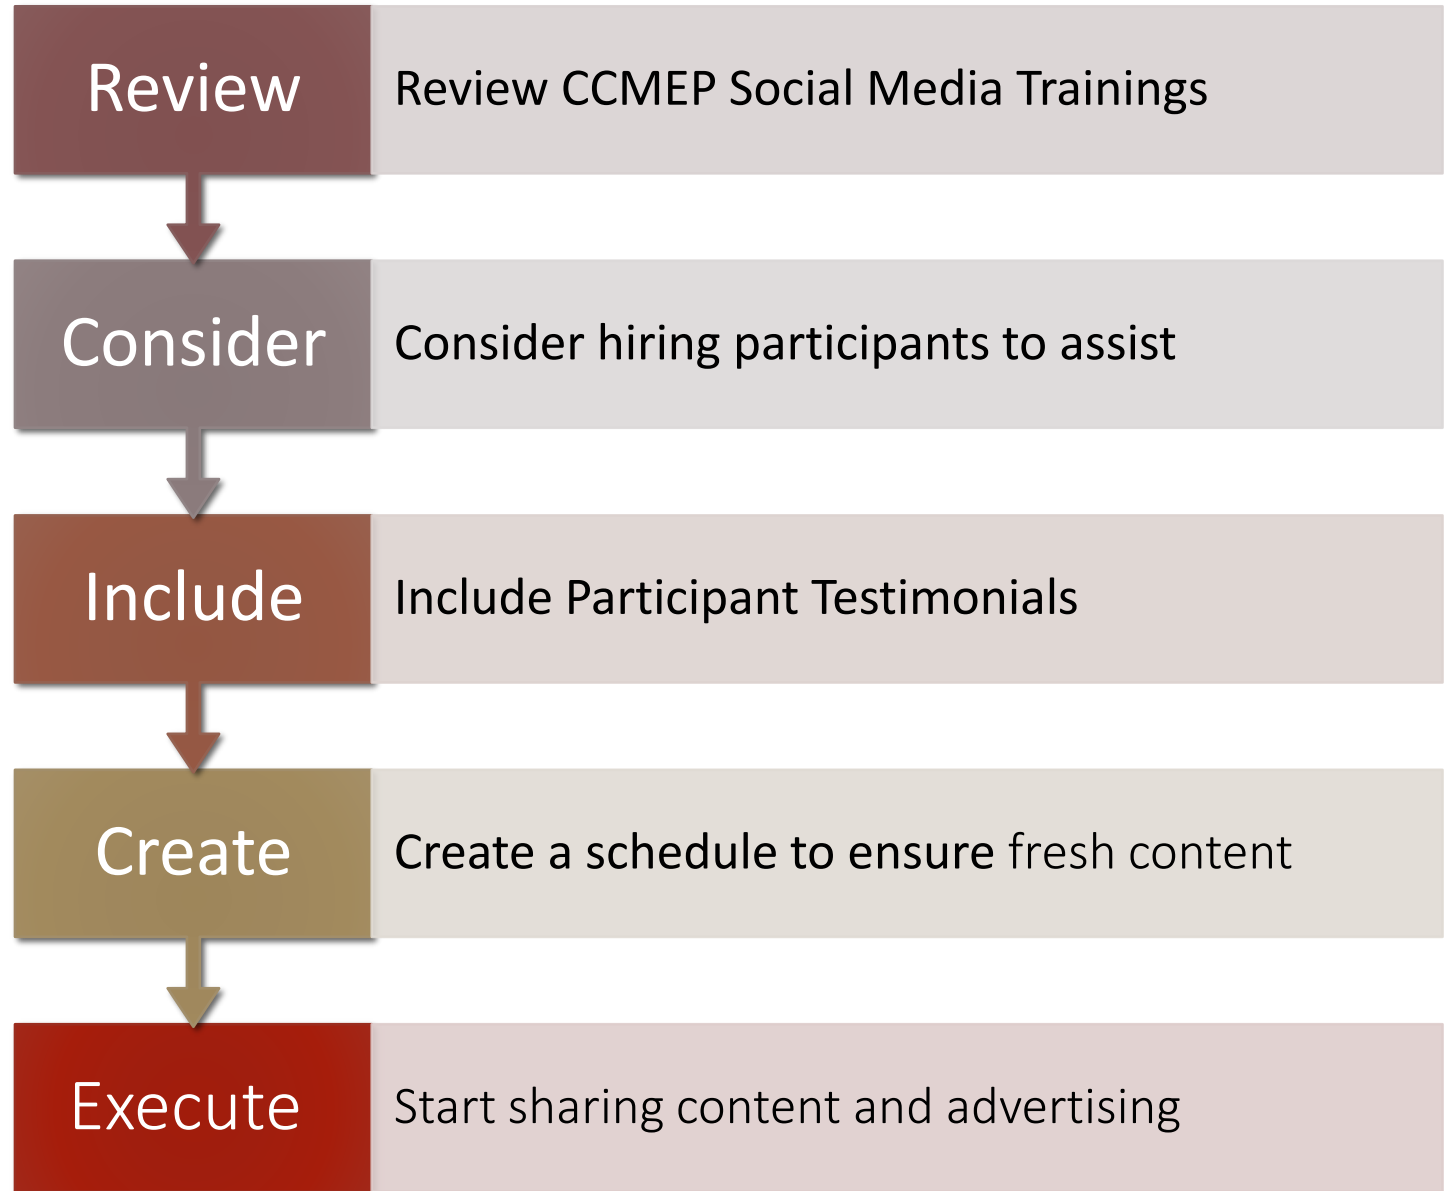 Review
Review CCMEP Social Media Trainings
Consider
Consider hiring participants to assist
Include
Include Participant Testimonials
Create
Create a schedule to ensure fresh content
Execute
Start sharing content and advertising